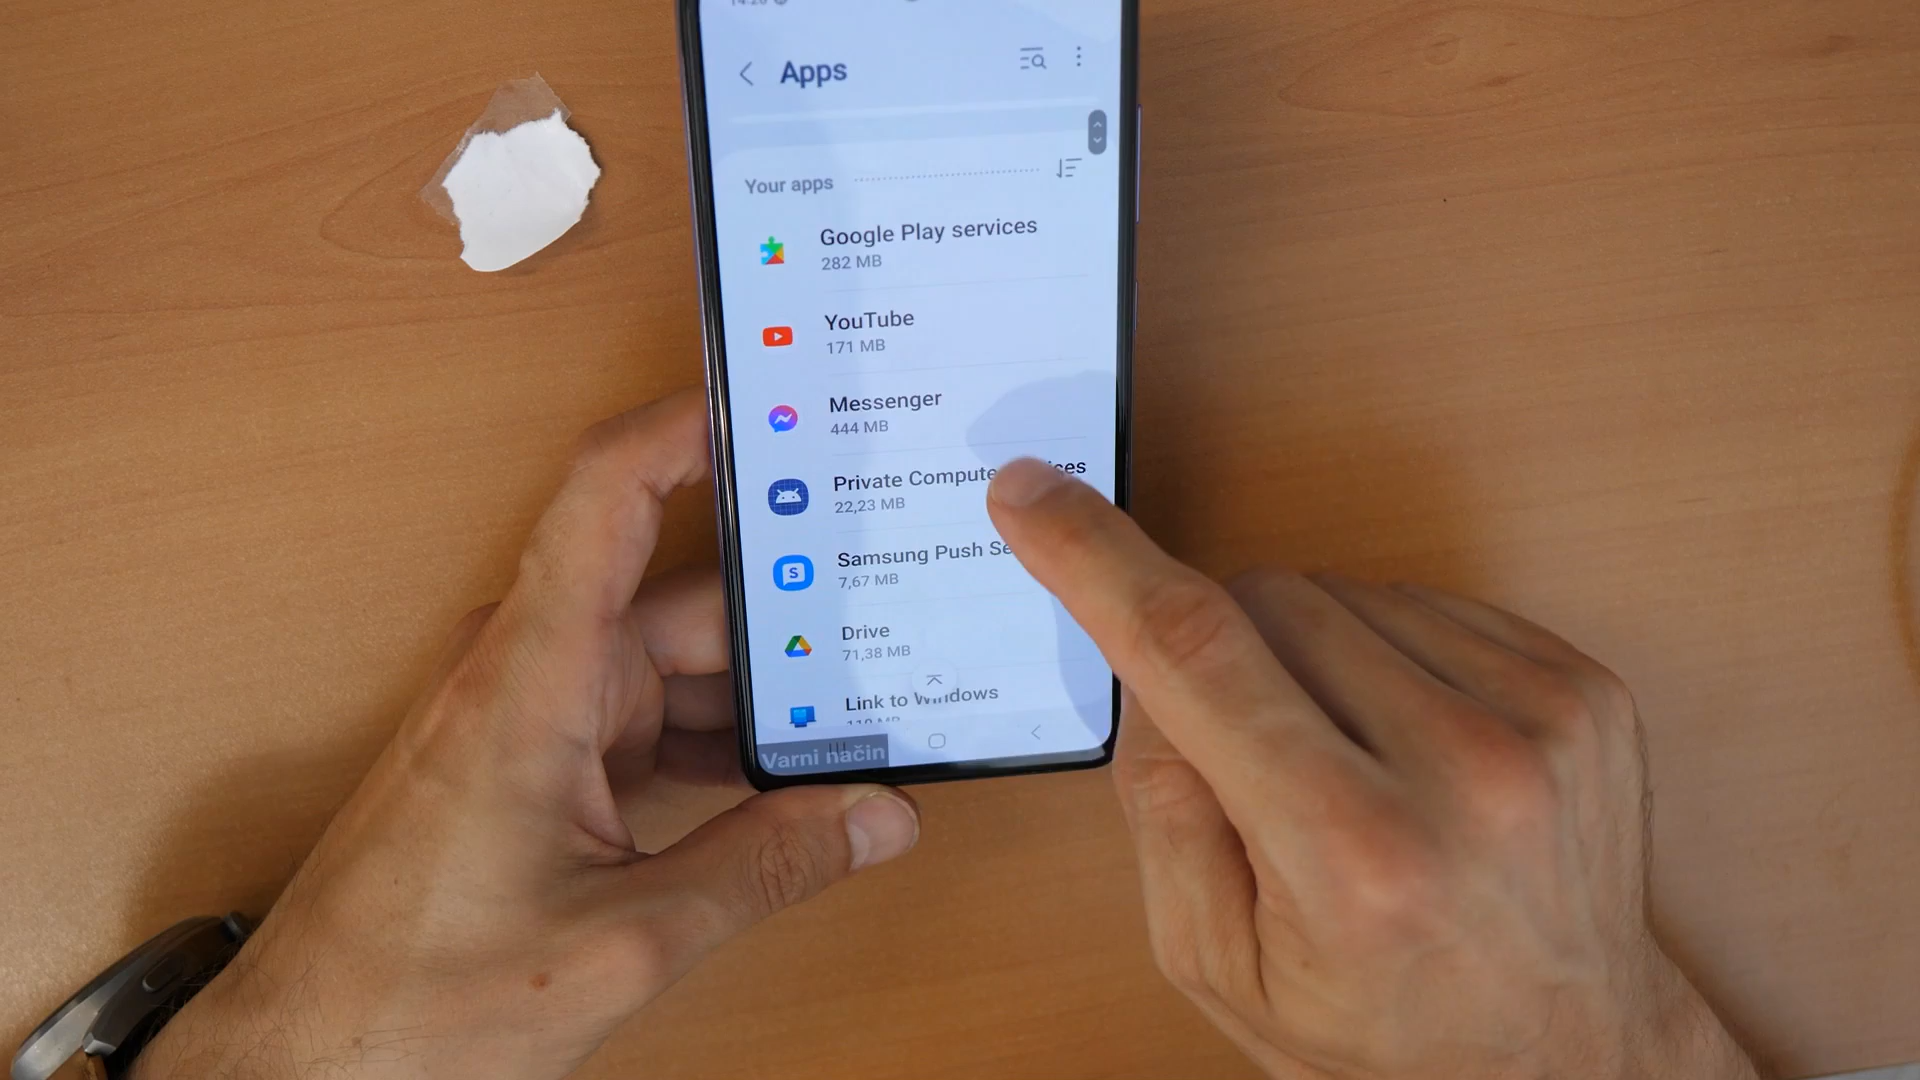 Apps
Your apps
Google Play services
282 MB
YouTube
171 MB
Messenger
444 MB
Private Compute
22,23 MB
Samsung Push
7,67 MB
Drive
71,38 MB
Link to Windows
Varni način